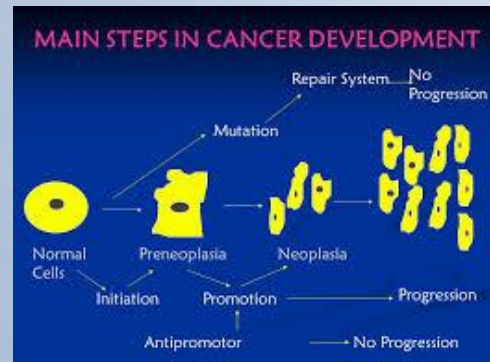 MAIN STEPS IN CANCER DEVELOPMENT
Repair System No
Progression
Mutation
Normal
Cells
Preneoplasia
Neoplasia
Initiation
Promotion
Progression
Antipromotor
No Progression